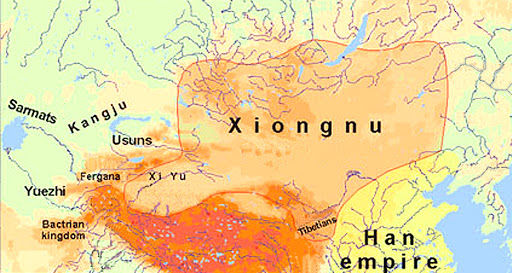 Sarmats
Kangju
Xiongnu
Usuns
Fergana
Xi Yu
Yuezhi
Bactrian
kingdom
Tibetians
Han
empire